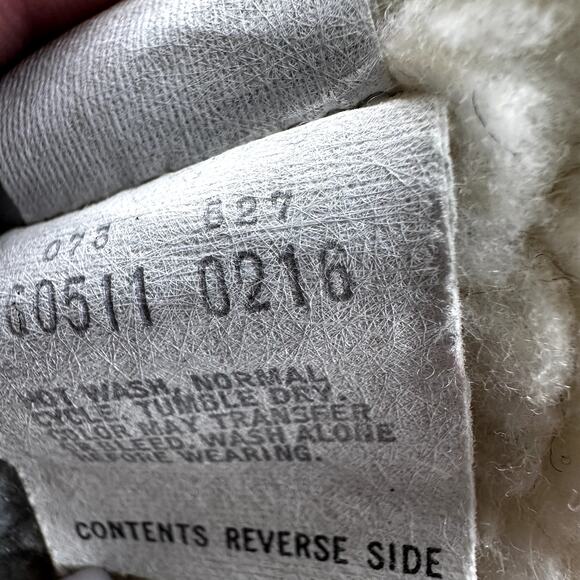 073 527
60511 0216
HOT WASH, NORMAL
CYCLE, TUMBLE DRY.
COLOR MAY TRANSFER
OR BLEED, WASH ALONE
BEFORE WEARING.
CONTENTS REVERSE SIDE